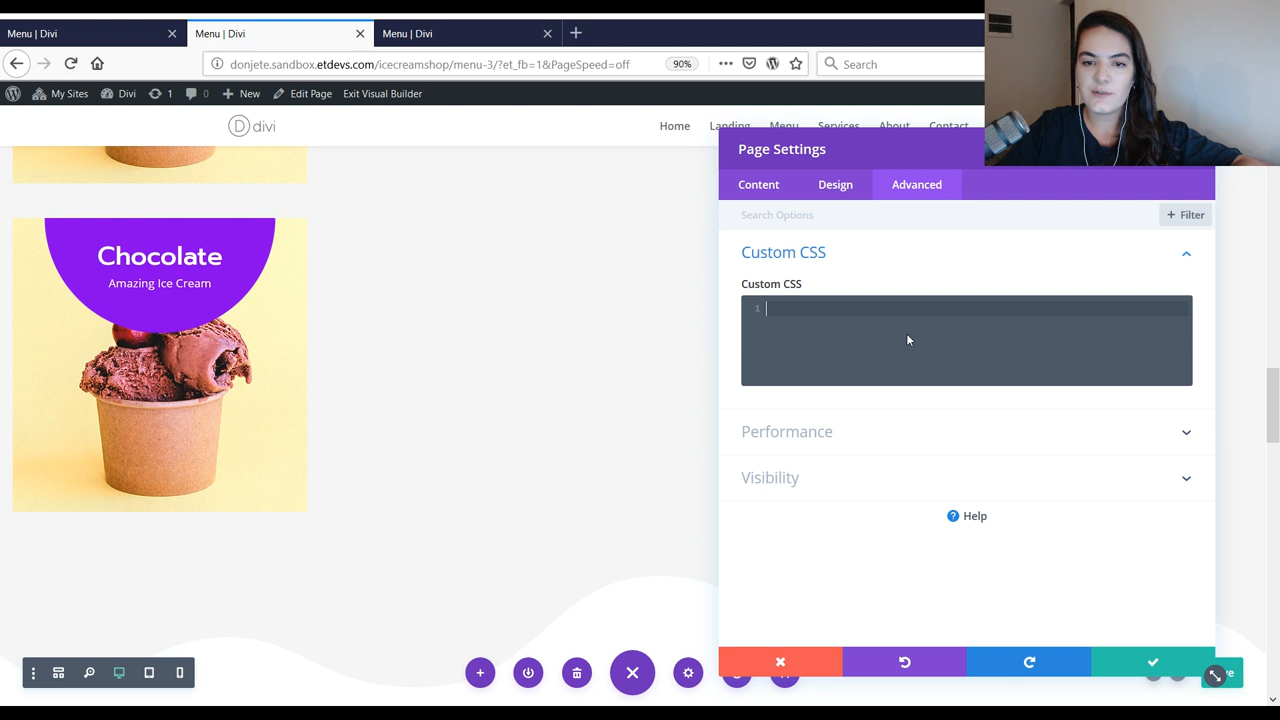 Menu | Divi
Menu | Divi
Menu | Divi
donjete.sandbox.etdevs.com/icecreamshop/menu-3/?et_fb=1&PageSpeed=off
90%
Search
My Sites
Divi
1
0
New
Edit Page
Exit Visual Builder
D divi
Home
Landing
Menu
Services
About
Contact
Page Settings
Content
Design
Advanced
Search Options
+ Filter
Chocolate
Amazing Ice Cream
Custom CSS
Custom CSS
1
Performance
Visibility
? Help